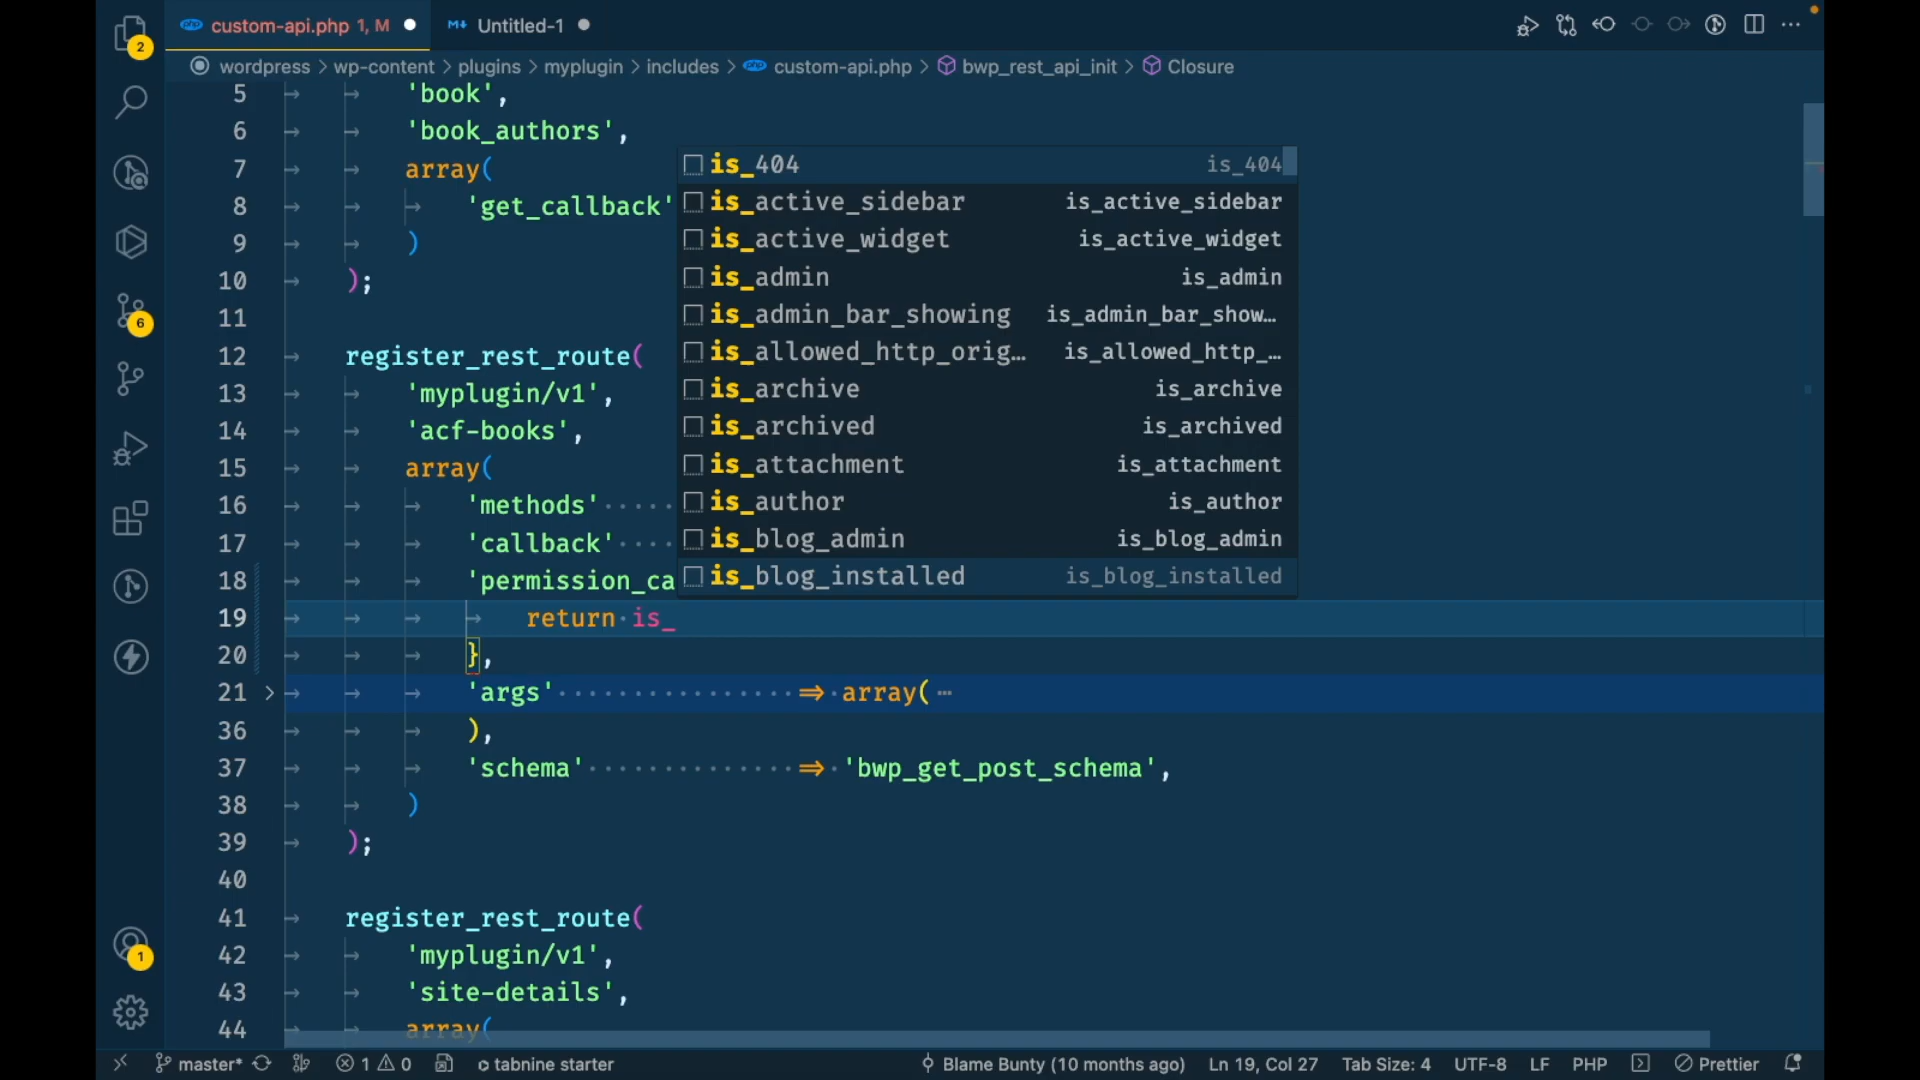 2
custom-api.php 1, M
Untitled-1
wordpress > wp-content > plugins > myplugin > includes > custom-api.php > bwp_rest_api_init > Closure
5 'book',
6 'book_authors',
7 array(
8 'get_callback'
9 )
10 );
11
12 register_rest_route(
13 'myplugin/v1',
14 'acf-books',
15 array(
16 'methods'
17 'callback'
18 'permission_ca
19 return is_
20 },
21 'args' => array( …
36 ),
37 'schema' => 'bwp_get_post_schema',
38 )
39 );
40
41 register_rest_route(
42 'myplugin/v1',
43 'site-details',
44 array(
is_404 is_404
is_active_sidebar is_active_sidebar
is_active_widget is_active_widget
is_admin is_admin
is_admin_bar_showing is_admin_bar_show…
is_allowed_http_orig… is_allowed_http_…
is_archive is_archive
is_archived is_archived
is_attachment is_attachment
is_author is_author
is_blog_admin is_blog_admin
is_blog_installed is_blog_installed
6
1
master* 1 0 tabnine starter Blame Bunty (10 months ago) Ln 19, Col 27 Tab Size: 4 UTF-8 LF PHP Prettier